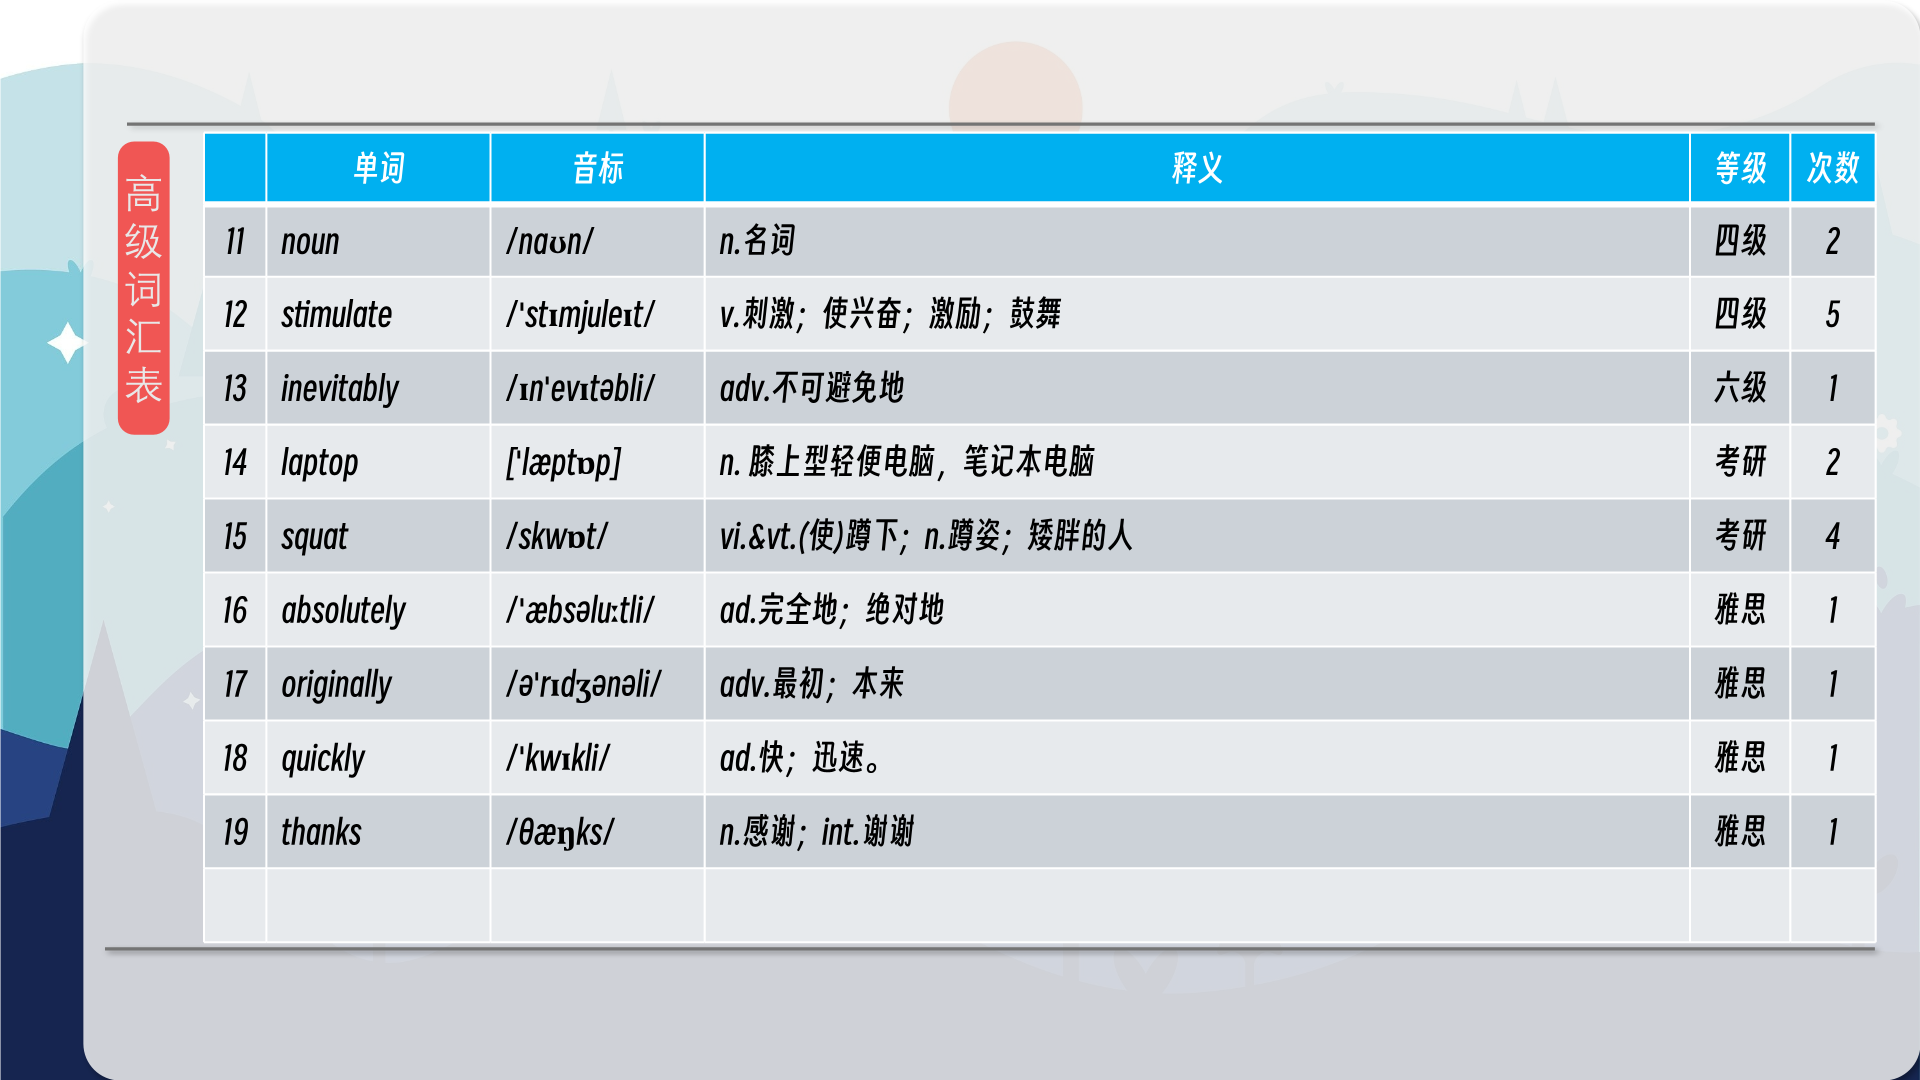 高级词汇表
单词 音标 释义 等级 次数
11 noun /naʊn/ n.名词 四级 2
12 stimulate /'stɪmjuleɪt/ v.刺激；使兴奋；激励；鼓舞 四级 5
13 inevitably /ɪn'evɪtəbli/ adv.不可避免地 六级 1
14 laptop ['læptɒp] n. 膝上型轻便电脑，笔记本电脑 考研 2
15 squat /skwɒt/ vi.&vt.(使)蹲下；n.蹲姿；矮胖的人 考研 4
16 absolutely /'æbsəluːtli/ ad.完全地；绝对地 雅思 1
17 originally /ə'rɪdʒənəli/ adv.最初；本来 雅思 1
18 quickly /'kwɪkli/ ad.快；迅速。 雅思 1
19 thanks /θæŋks/ n.感谢；int.谢谢 雅思 1